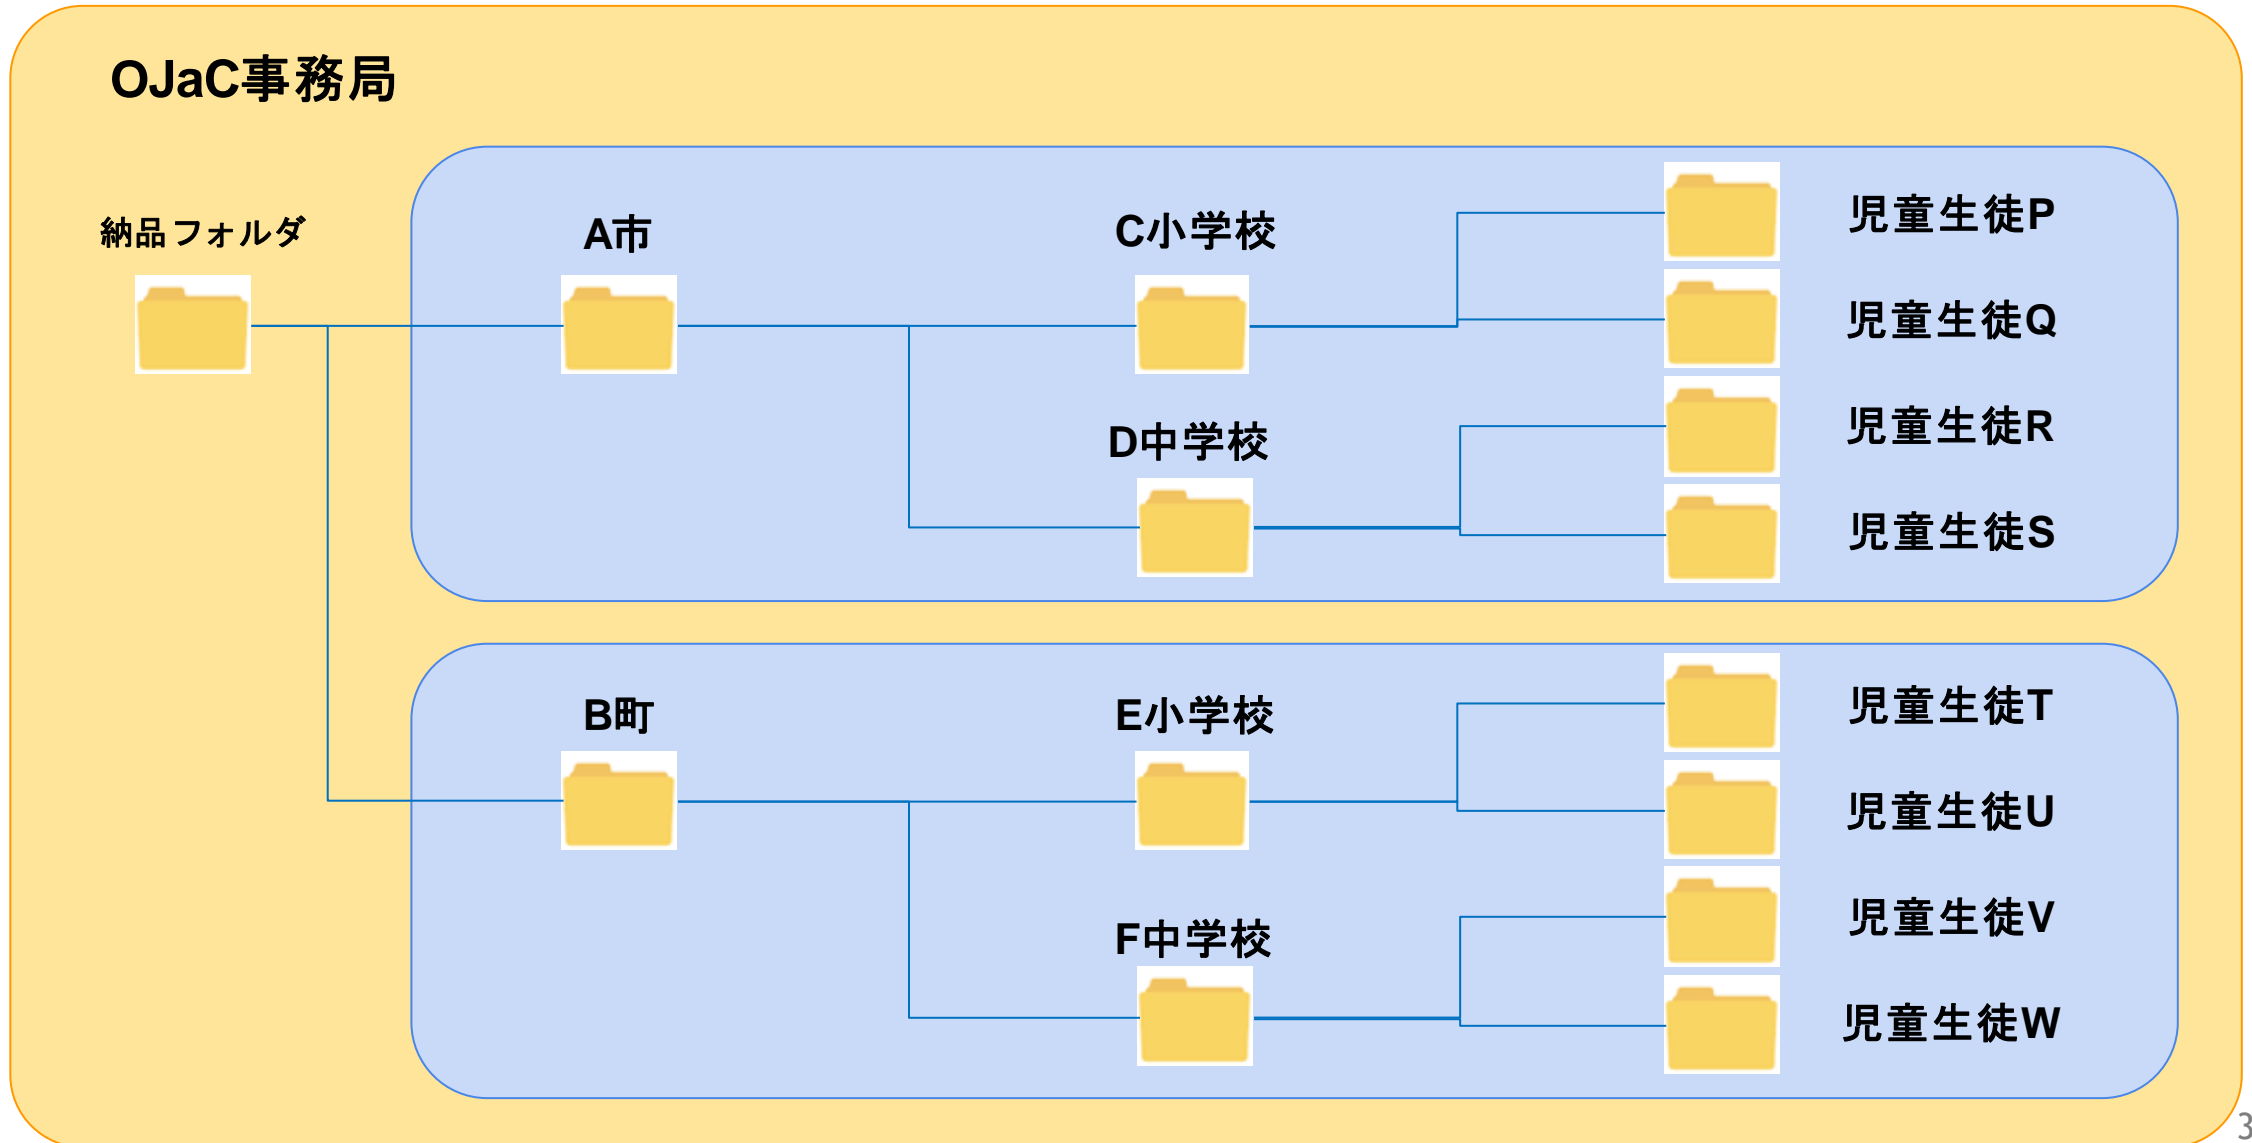 OJaC事務局
納品フォルダ
A市
C小学校
児童生徒P
児童生徒Q
D中学校
児童生徒R
児童生徒S
B町
E小学校
児童生徒T
児童生徒U
F中学校
児童生徒V
児童生徒W
3